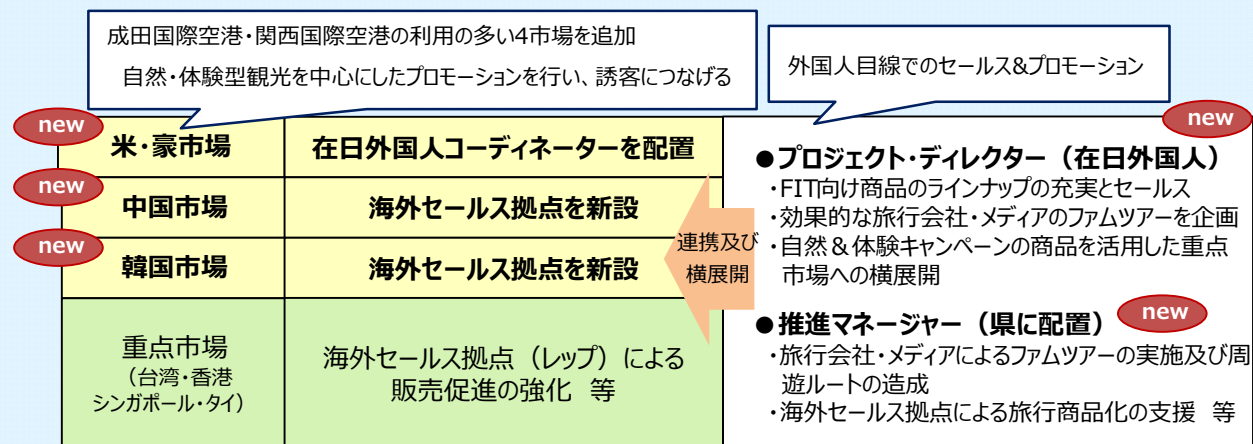 成田国際空港・関西国際空港の利用の多い4市場を追加
自然・体験型観光を中心にしたプロモーションを行い、誘客につなげる
外国人目線でのセールス&プロモーション
new
米・豪市場
在日外国人コーディネーターを配置
new
中国市場
海外セールス拠点を新設
new
韓国市場
海外セールス拠点を新設
重点市場
（台湾・香港
シンガポール・タイ）
海外セールス拠点（レップ）による
販売促進の強化 等
連携及び
横展開
new
●プロジェクト・ディレクター（在日外国人）
・FIT向け商品のラインナップの充実とセールス
・効果的な旅行会社・メディアのファムツアーを企画
・自然＆体験キャンペーンの商品を活用した重点
市場への横展開
●推進マネージャー（県に配置）
new
・旅行会社・メディアによるファムツアーの実施及び周
遊ルートの造成
・海外セールス拠点による旅行商品化の支援 等